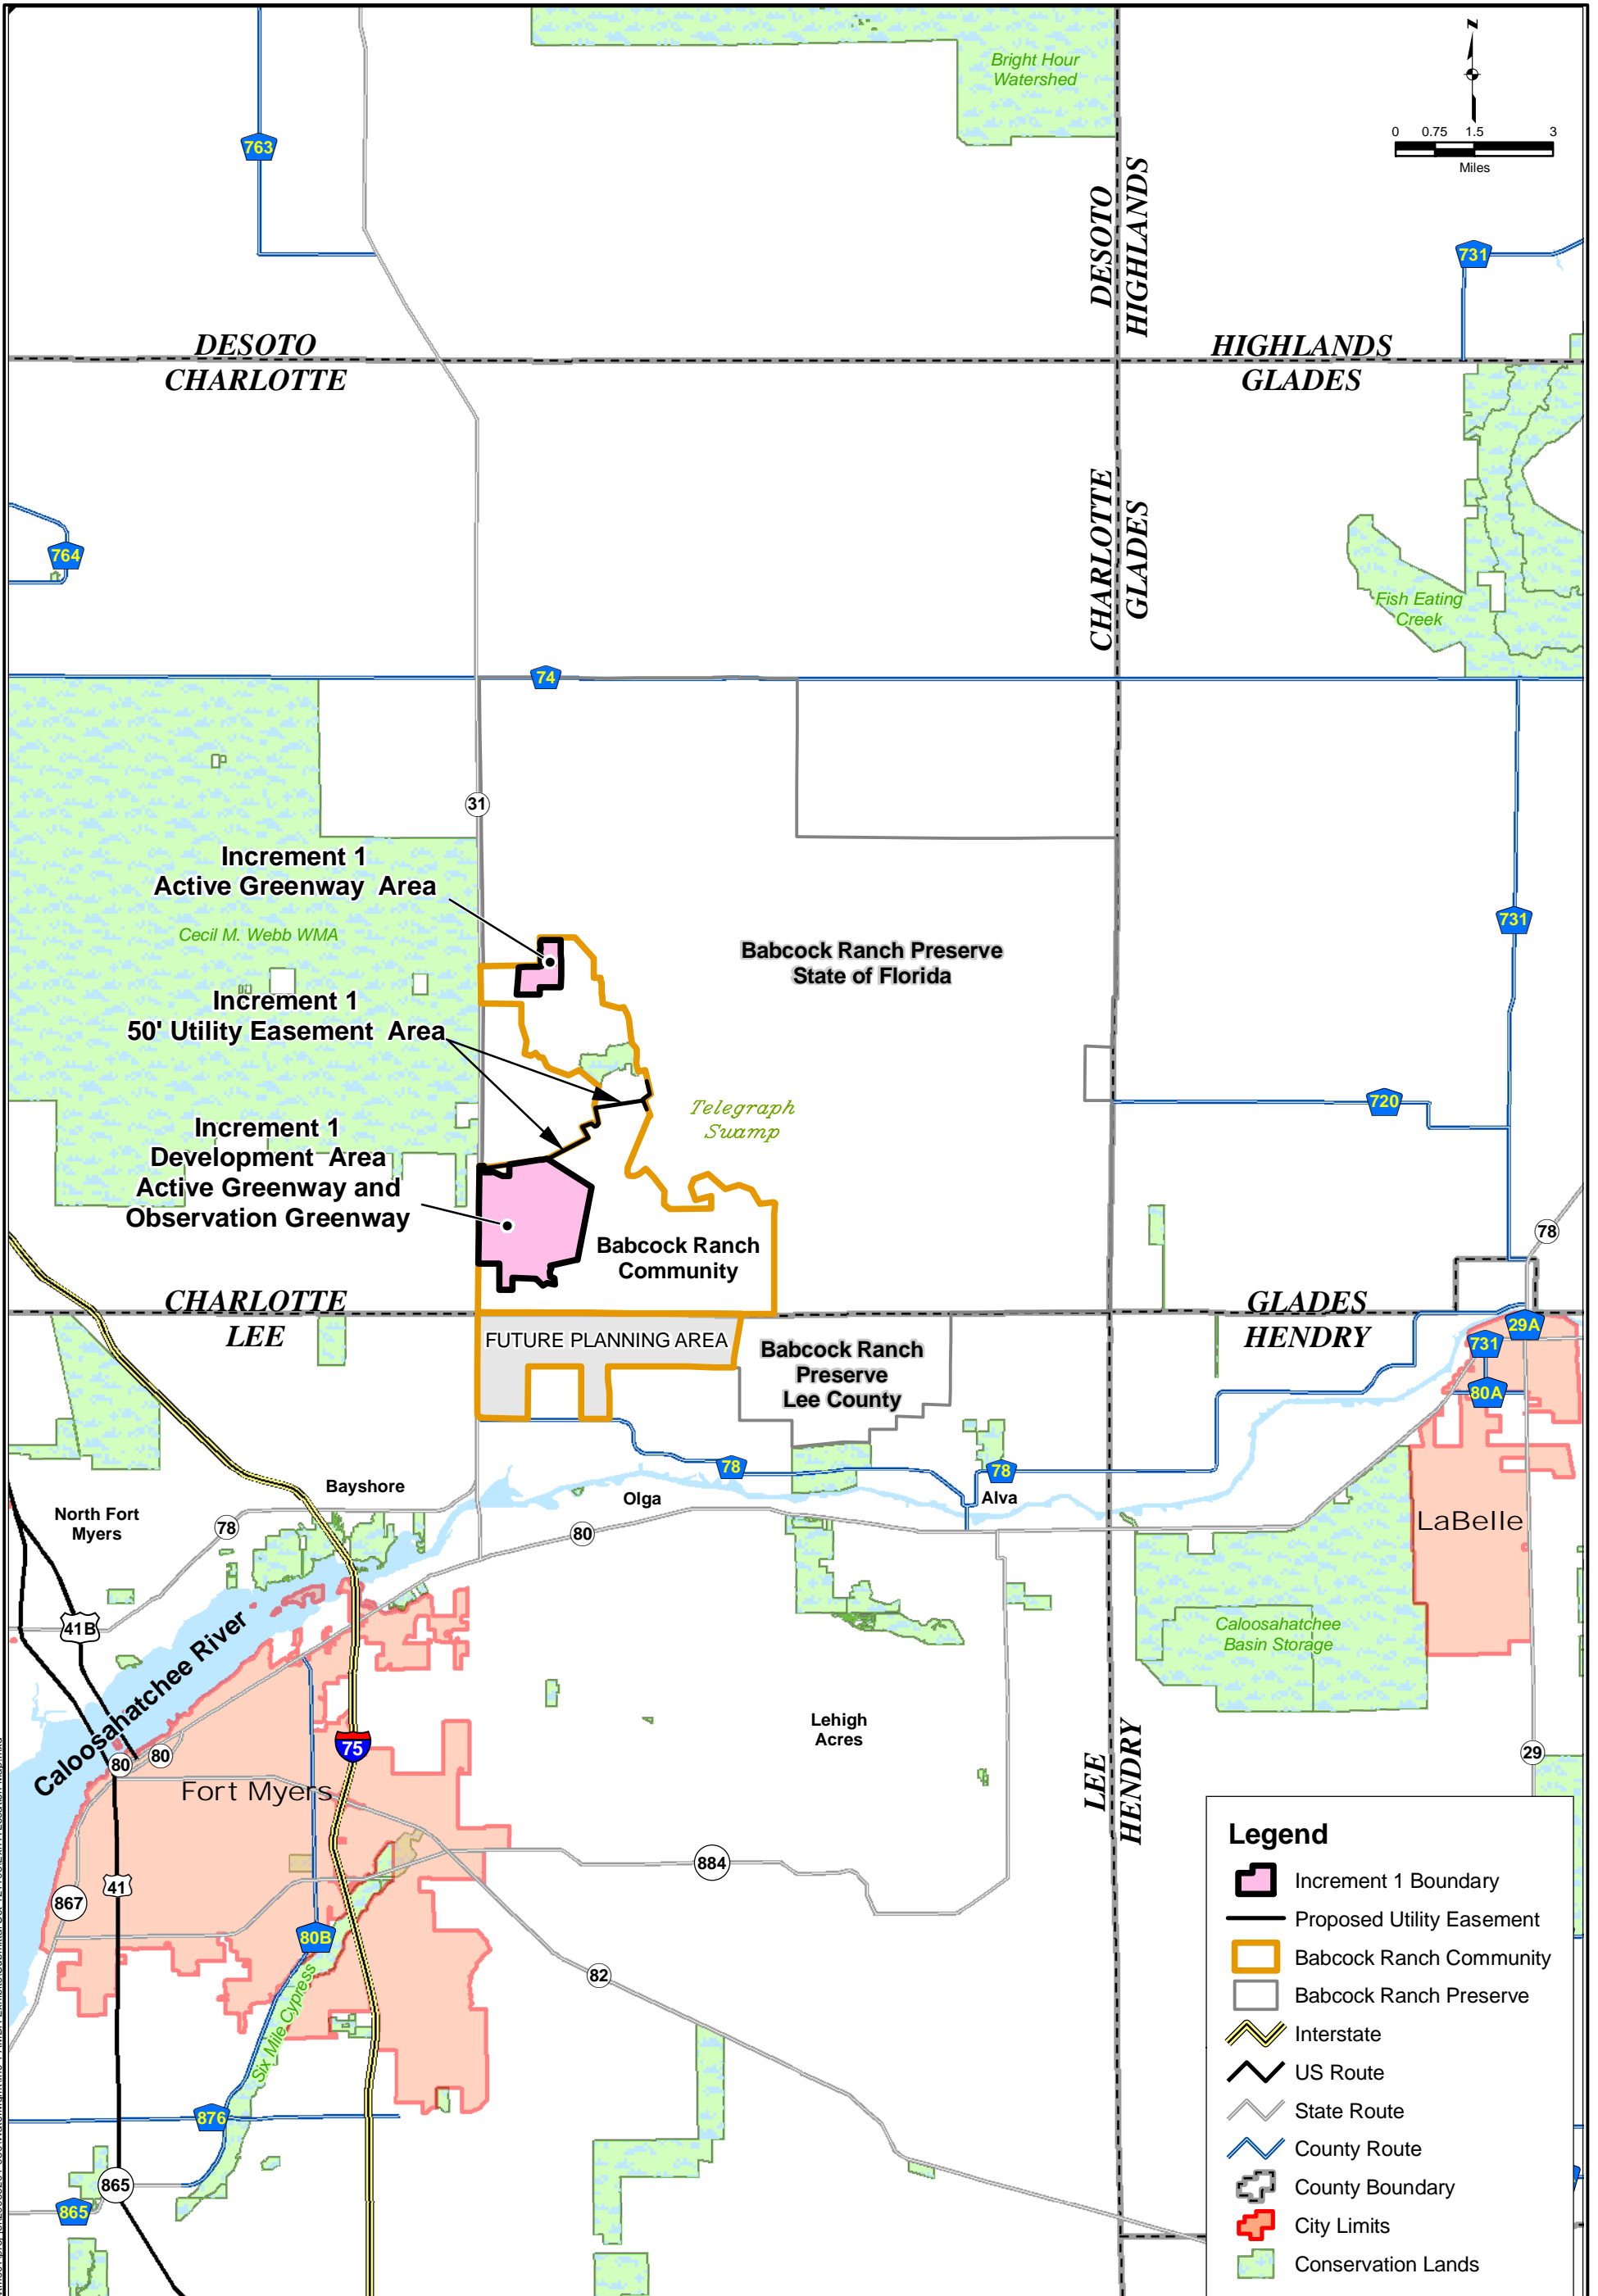 Bright Hour
Watershed
N
0 0.75 1.5 3
Miles
763
731
DESOTO
HIGHLANDS
DESOTO
CHARLOTTE
HIGHLANDS
GLADES
764
CHARLOTTE
GLADES
Fish Eating
Creek
74
31
Increment 1
Active Greenway Area
Cecil M. Webb WMA
Babcock Ranch Preserve
State of Florida
731
Increment 1
50' Utility Easement Area
Telegraph
Swamp
720
Increment 1
Development Area
Active Greenway and
Observation Greenway
Babcock Ranch
Community
78
CHARLOTTE
LEE
GLADES
HENDRY
FUTURE PLANNING AREA
Babcock Ranch
Preserve
Lee County
29A
731
80A
78
78
Bayshore
Olga
Alva
North Fort
Myers
78
80
LaBelle
41B
Caloosahatchee River
Caloosahatchee
Basin Storage
Lehigh
Acres
75
80
80
Fort Myers
LEE
HENDRY
29
884
41
867
80B
82
Six Mile Cypress
876
865
865
Legend
Increment 1 Boundary
Proposed Utility Easement
Babcock Ranch Community
Babcock Ranch Preserve
Interstate
US Route
State Route
County Route
County Boundary
City Limits
Conservation Lands